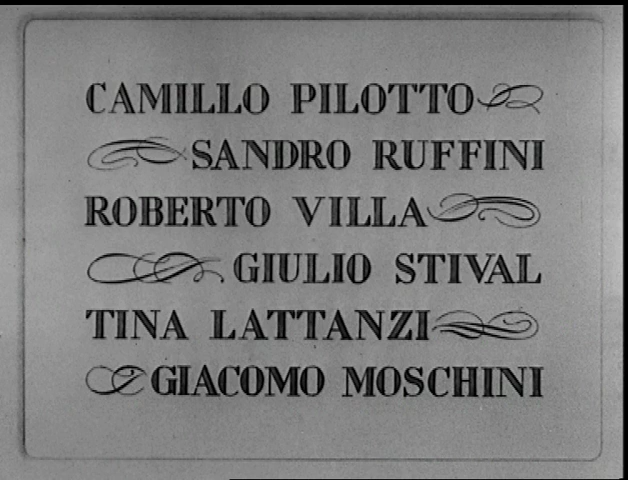 CAMILLO PILOTTO
SANDRO RUFFINI
ROBERTO VILLA
GIULIO STIVAL
TINA LATTANZI
GIACOMO MOSCHINI